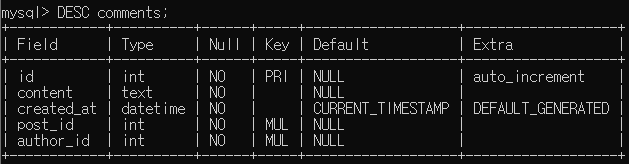 mysql> DESC comments;
+------------+----------+------+-----+-------------------+-------------------+
| Field      | Type     | Null | Key | Default           | Extra             |
+------------+----------+------+-----+-------------------+-------------------+
| id         | int      | NO   | PRI | NULL              | auto_increment    |
| content    | text     | NO   |     | NULL              |                   |
| created_at | datetime | NO   |     | CURRENT_TIMESTAMP | DEFAULT_GENERATED |
| post_id    | int      | NO   | MUL | NULL              |                   |
| author_id  | int      | NO   | MUL | NULL              |                   |
+------------+----------+------+-----+-------------------+-------------------+